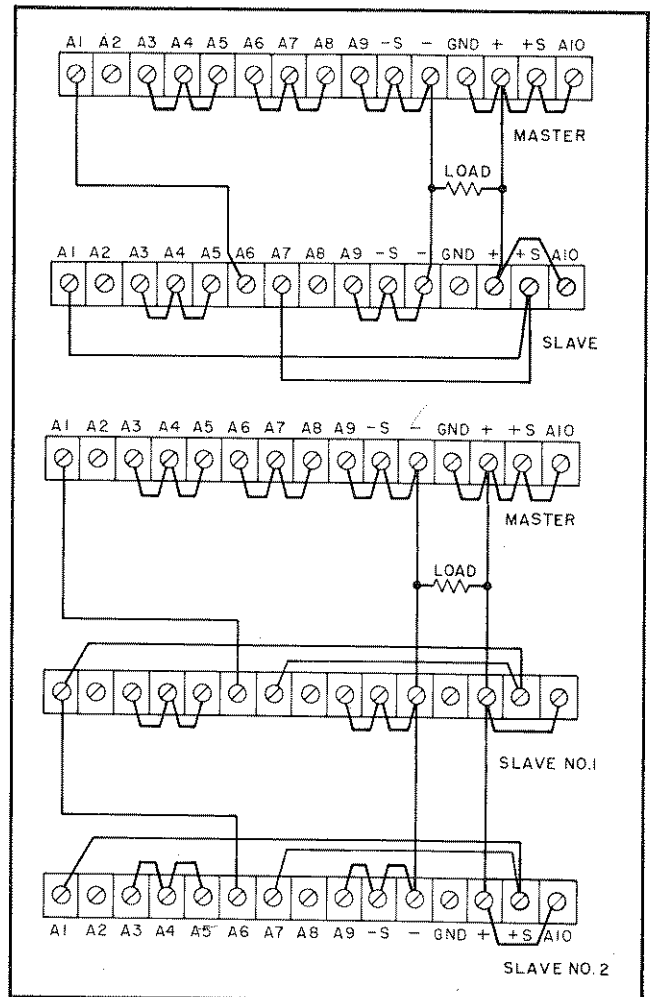 A1 A2 A3 A4 A5 A6 A7 A8 A9 -S - GND + +S A10
MASTER
LOAD
A1 A2 A3 A4 A5 A6 A7 A8 A9 -S - GND + +S A10
SLAVE
A1 A2 A3 A4 A5 A6 A7 A8 A9 -S - GND + +S A10
MASTER
LOAD
SLAVE NO.1
A1 A2 A3 A4 A5 A6 A7 A8 A9 -S - GND + +S A10
SLAVE NO.2